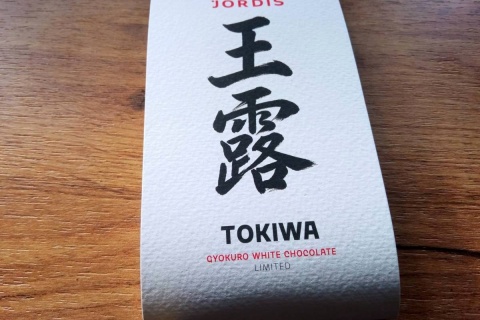 JORDIS
王
露
TOKIWA
GYOKURO WHITE CHOCOLATE
LIMITED